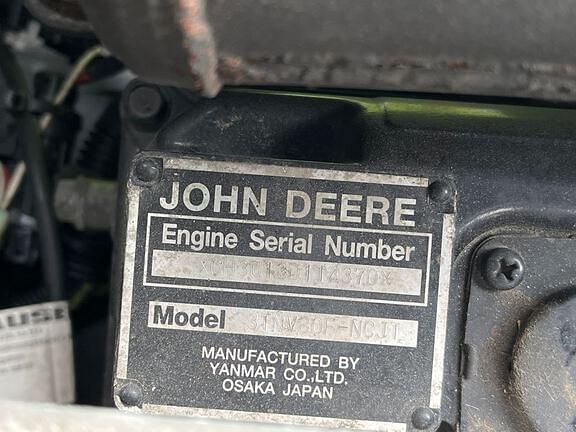 JOHN DEERE
Engine Serial Number
Model
MANUFACTURED BY
YANMAR CO.,LTD.
OSAKA JAPAN